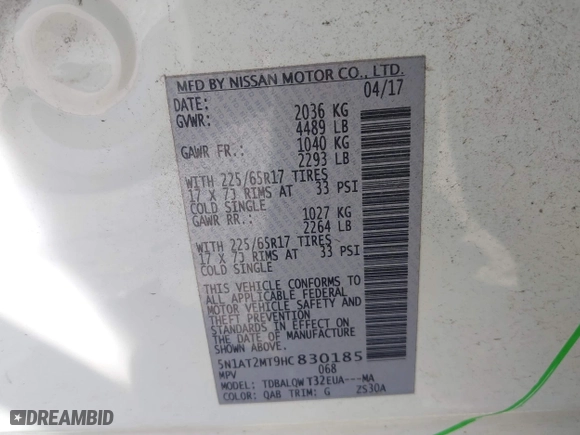 MFD BY NISSAN MOTOR CO., LTD.
DATE: 04/17
GVWR: 2036 KG
4489 LB
GAWR FR.: 1040 KG
2293 LB
WITH 225/65R17 TIRES
17 X 7J RIMS AT 33 PSI
COLD SINGLE
GAWR RR.: 1027 KG
2264 LB
WITH 225/65R17 TIRES
17 X 7J RIMS AT 33 PSI
COLD SINGLE
THIS VEHICLE CONFORMS TO
ALL APPLICABLE FEDERAL
MOTOR VEHICLE SAFETY AND
THEFT PREVENTION
STANDARDS IN EFFECT ON
THE DATE OF MANUFACTURE
SHOWN ABOVE.
5N1AT2MT9HC830185
MPV 068
MODEL: TDBALQW T32EUA---MA
COLOR: QAB TRIM: G 2S30A
© RideSafely.com